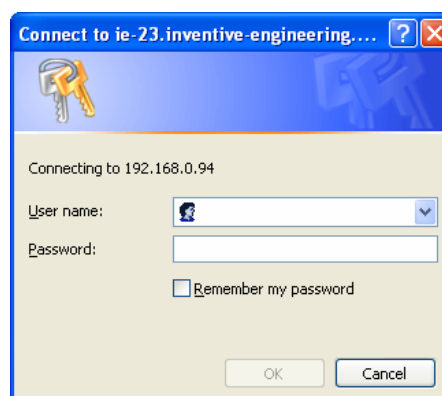 Connect to ie-23.inventive-engineering....
Connecting to 192.168.0.94
User name:
Password:
Remember my password
OK
Cancel